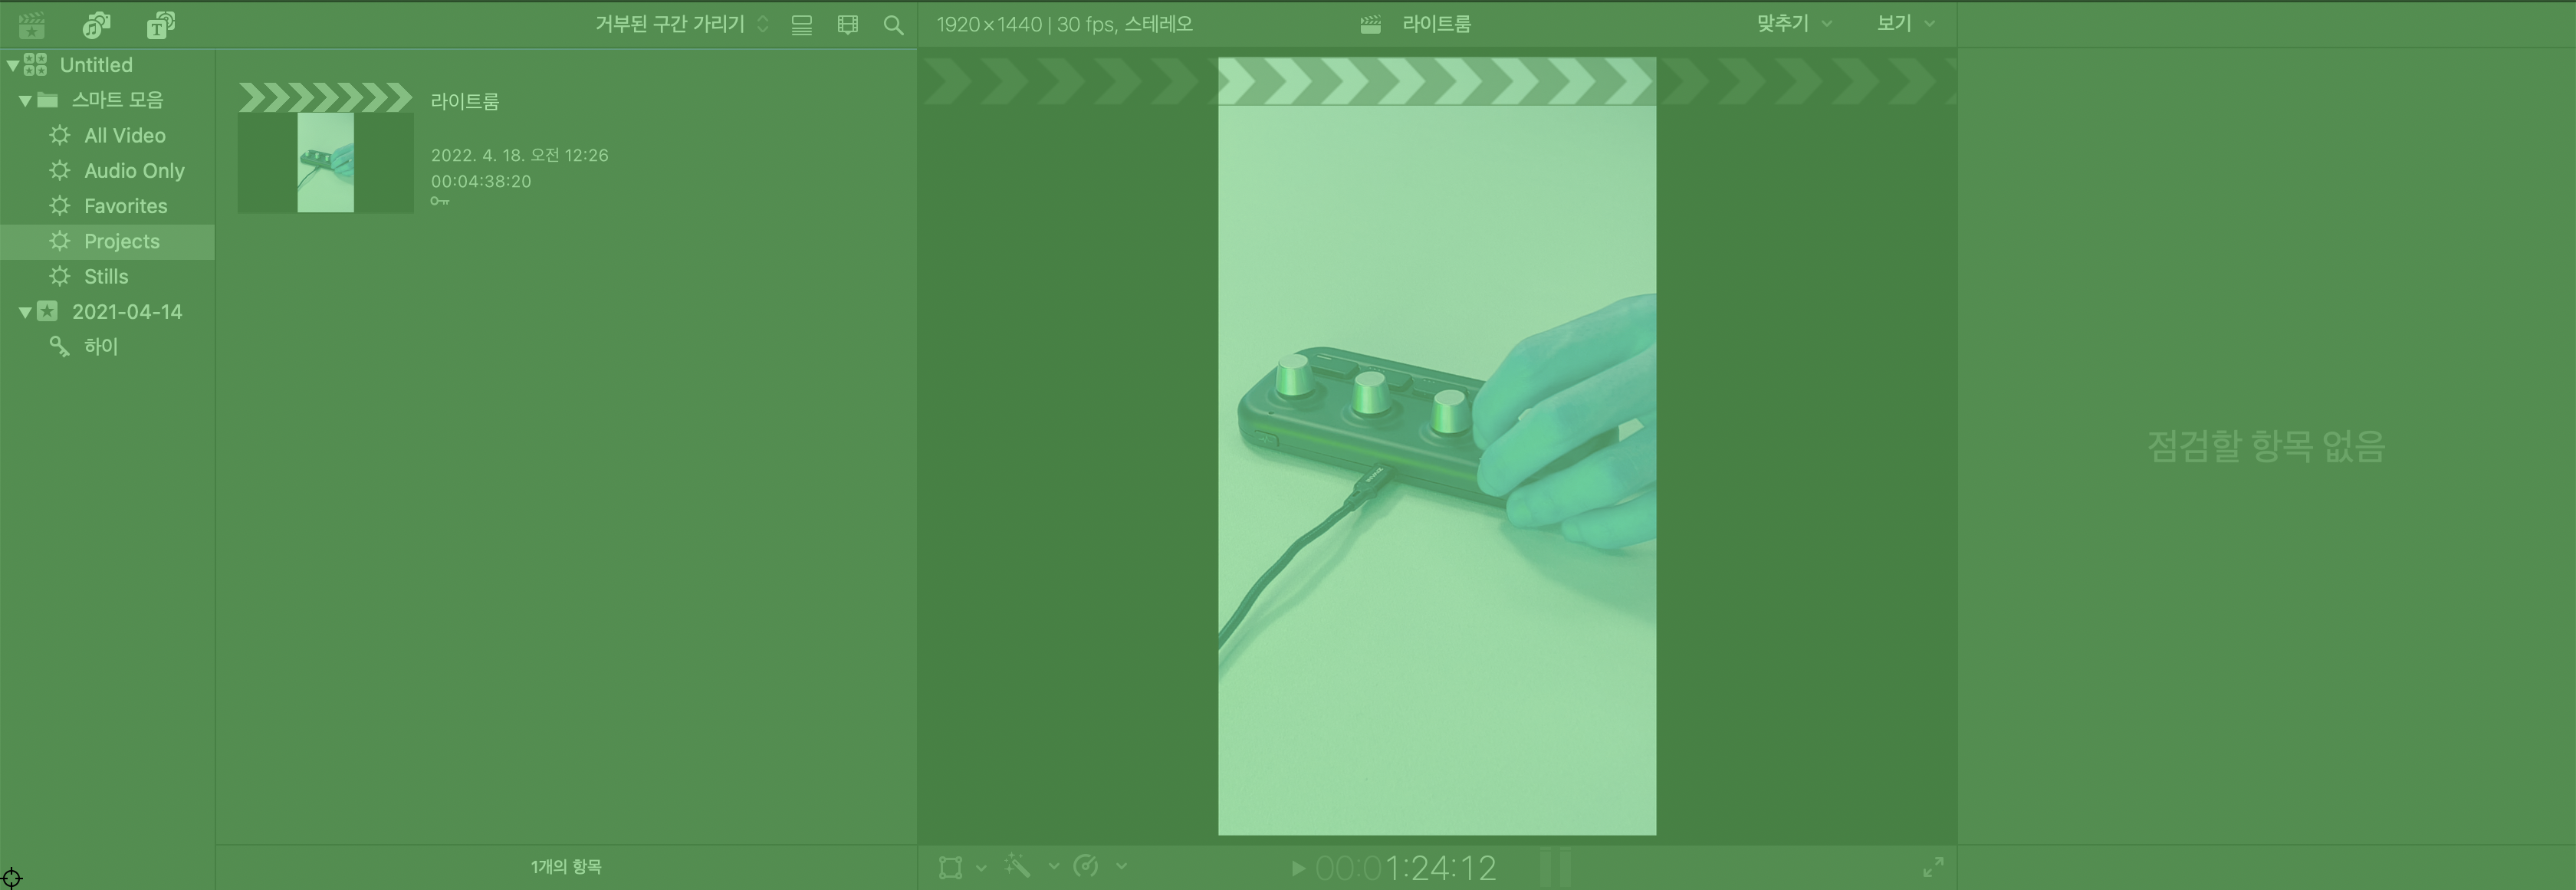 거부된 구간 가리기
1920×1440 | 30 fps, 스테레오
라이트룸
맞추기
보기
Untitled
스마트 모음
All Video
Audio Only
Favorites
Projects
Stills
2021-04-14
하이
라이트룸
2022. 4. 18. 오전 12:26
00:04:38:20
점검할 항목 없음
1개의 항목
00:01:24:12